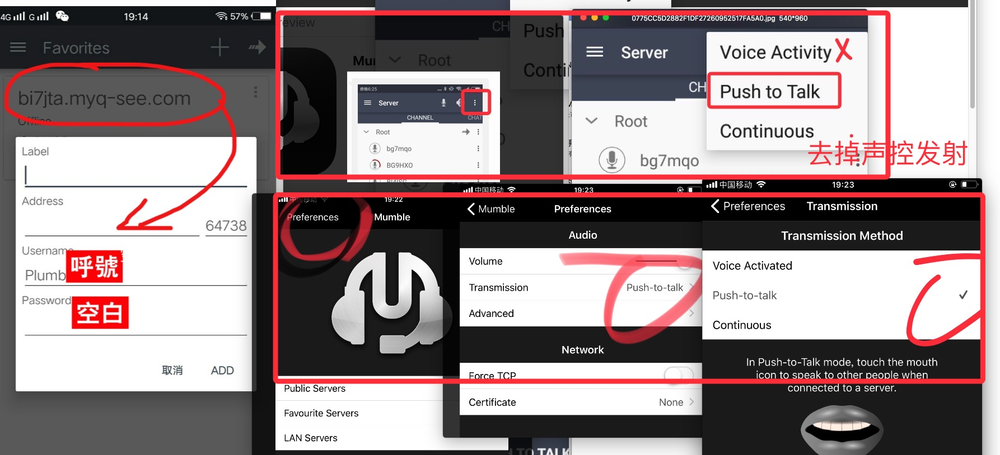 4G G 19:14 57%
Favorites
bi7jta.myq-see.com
Offline
Label
Address
64738
Username
Plumb
呼號
Password
空白
取消 ADD
review
Mum
Root
CH
Push
Conti
傍晚6:25
Server
CHANNEL CHAT
Root
bg7mqo
BG9HXO
0775CC5D2882F1DF27260952517FA5A0.jpg 540*960
Server
Voice Activity X
CH
Push to Talk
Root
Continuous
bg7mqo
去掉声控发射
中国移动 19:22
Preferences Mumble
Public Servers
Favourite Servers
LAN Servers
中国移动 19:23
Mumble Preferences
Audio
Volume
Transmission Push-to-talk
Advanced
Network
Force TCP
Certificate None
TO TALK
中国移动 19:23
Preferences Transmission
Transmission Method
Voice Activated
Push-to-talk
Continuous
In Push-to-Talk mode, touch the mouth
icon to speak to other people when
connected to a server.